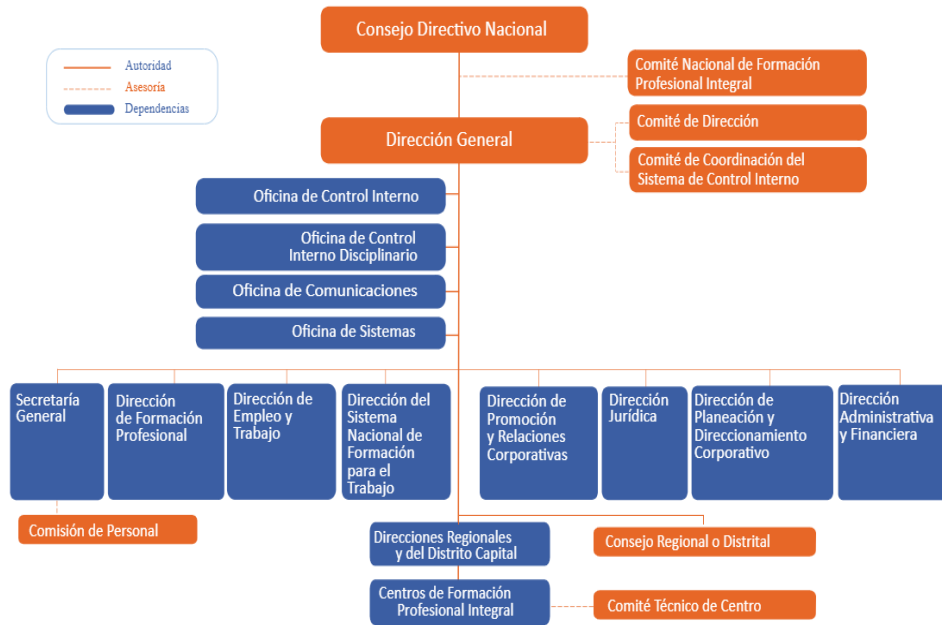 Consejo Directivo Nacional
Autoridad
Asesoría
Dependencias
Comité Nacional de Formación
Profesional Integral
Dirección General
Comité de Dirección
Comité de Coordinación del
Sistema de Control Interno
Oficina de Control Interno
Oficina de Control
Interno Disciplinario
Oficina de Comunicaciones
Oficina de Sistemas
Secretaría
General
Dirección
de Formación
Profesional
Dirección de
Empleo y
Trabajo
Dirección del
Sistema
Nacional de
Formación
para el
Trabajo
Dirección de
Promoción
y Relaciones
Corporativas
Dirección
Jurídica
Dirección de
Planeación y
Direccionamiento
Corporativo
Dirección
Administrativa
y Financiera
Comisión de Personal
Direcciones Regionales
y del Distrito Capital
Consejo Regional o Distrital
Centros de Formación
Profesional Integral
Comité Técnico de Centro